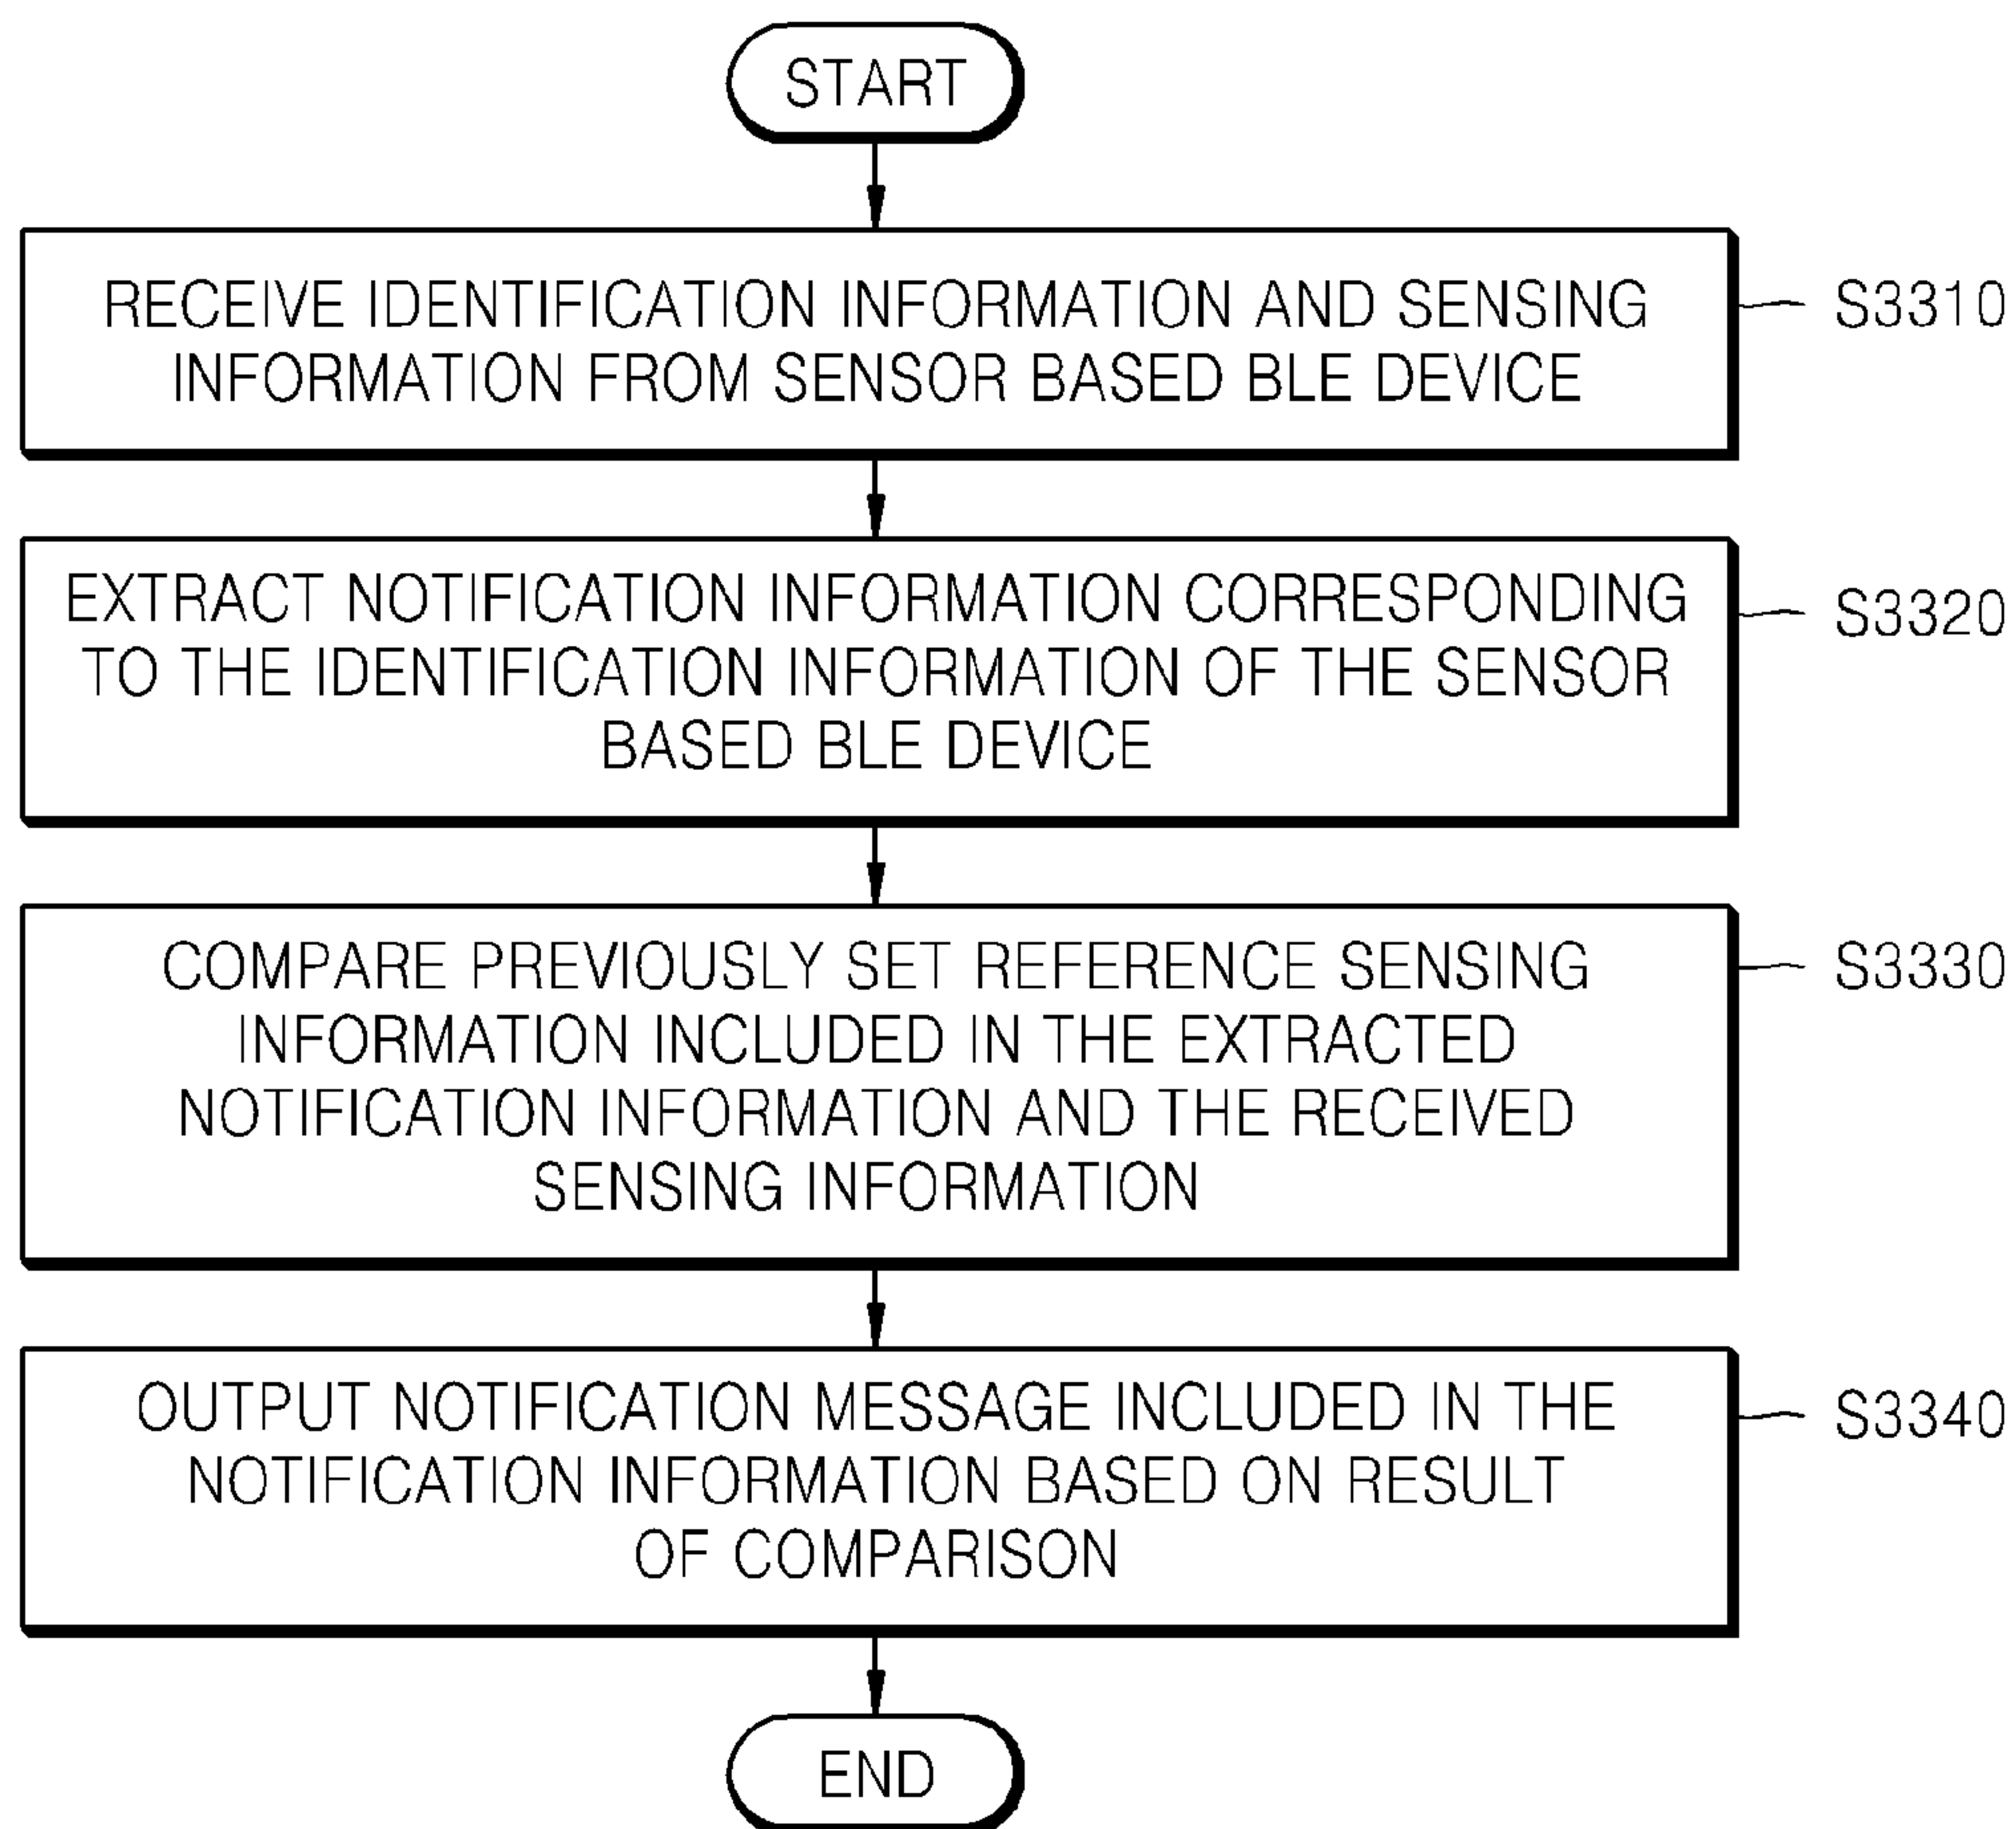 START
RECEIVE IDENTIFICATION INFORMATION AND SENSING
INFORMATION FROM SENSOR BASED BLE DEVICE
S3310
EXTRACT NOTIFICATION INFORMATION CORRESPONDING
TO THE IDENTIFICATION INFORMATION OF THE SENSOR
BASED BLE DEVICE
S3320
COMPARE PREVIOUSLY SET REFERENCE SENSING
INFORMATION INCLUDED IN THE EXTRACTED
NOTIFICATION INFORMATION AND THE RECEIVED
SENSING INFORMATION
S3330
OUTPUT NOTIFICATION MESSAGE INCLUDED IN THE
NOTIFICATION INFORMATION BASED ON RESULT
OF COMPARISON
S3340
END